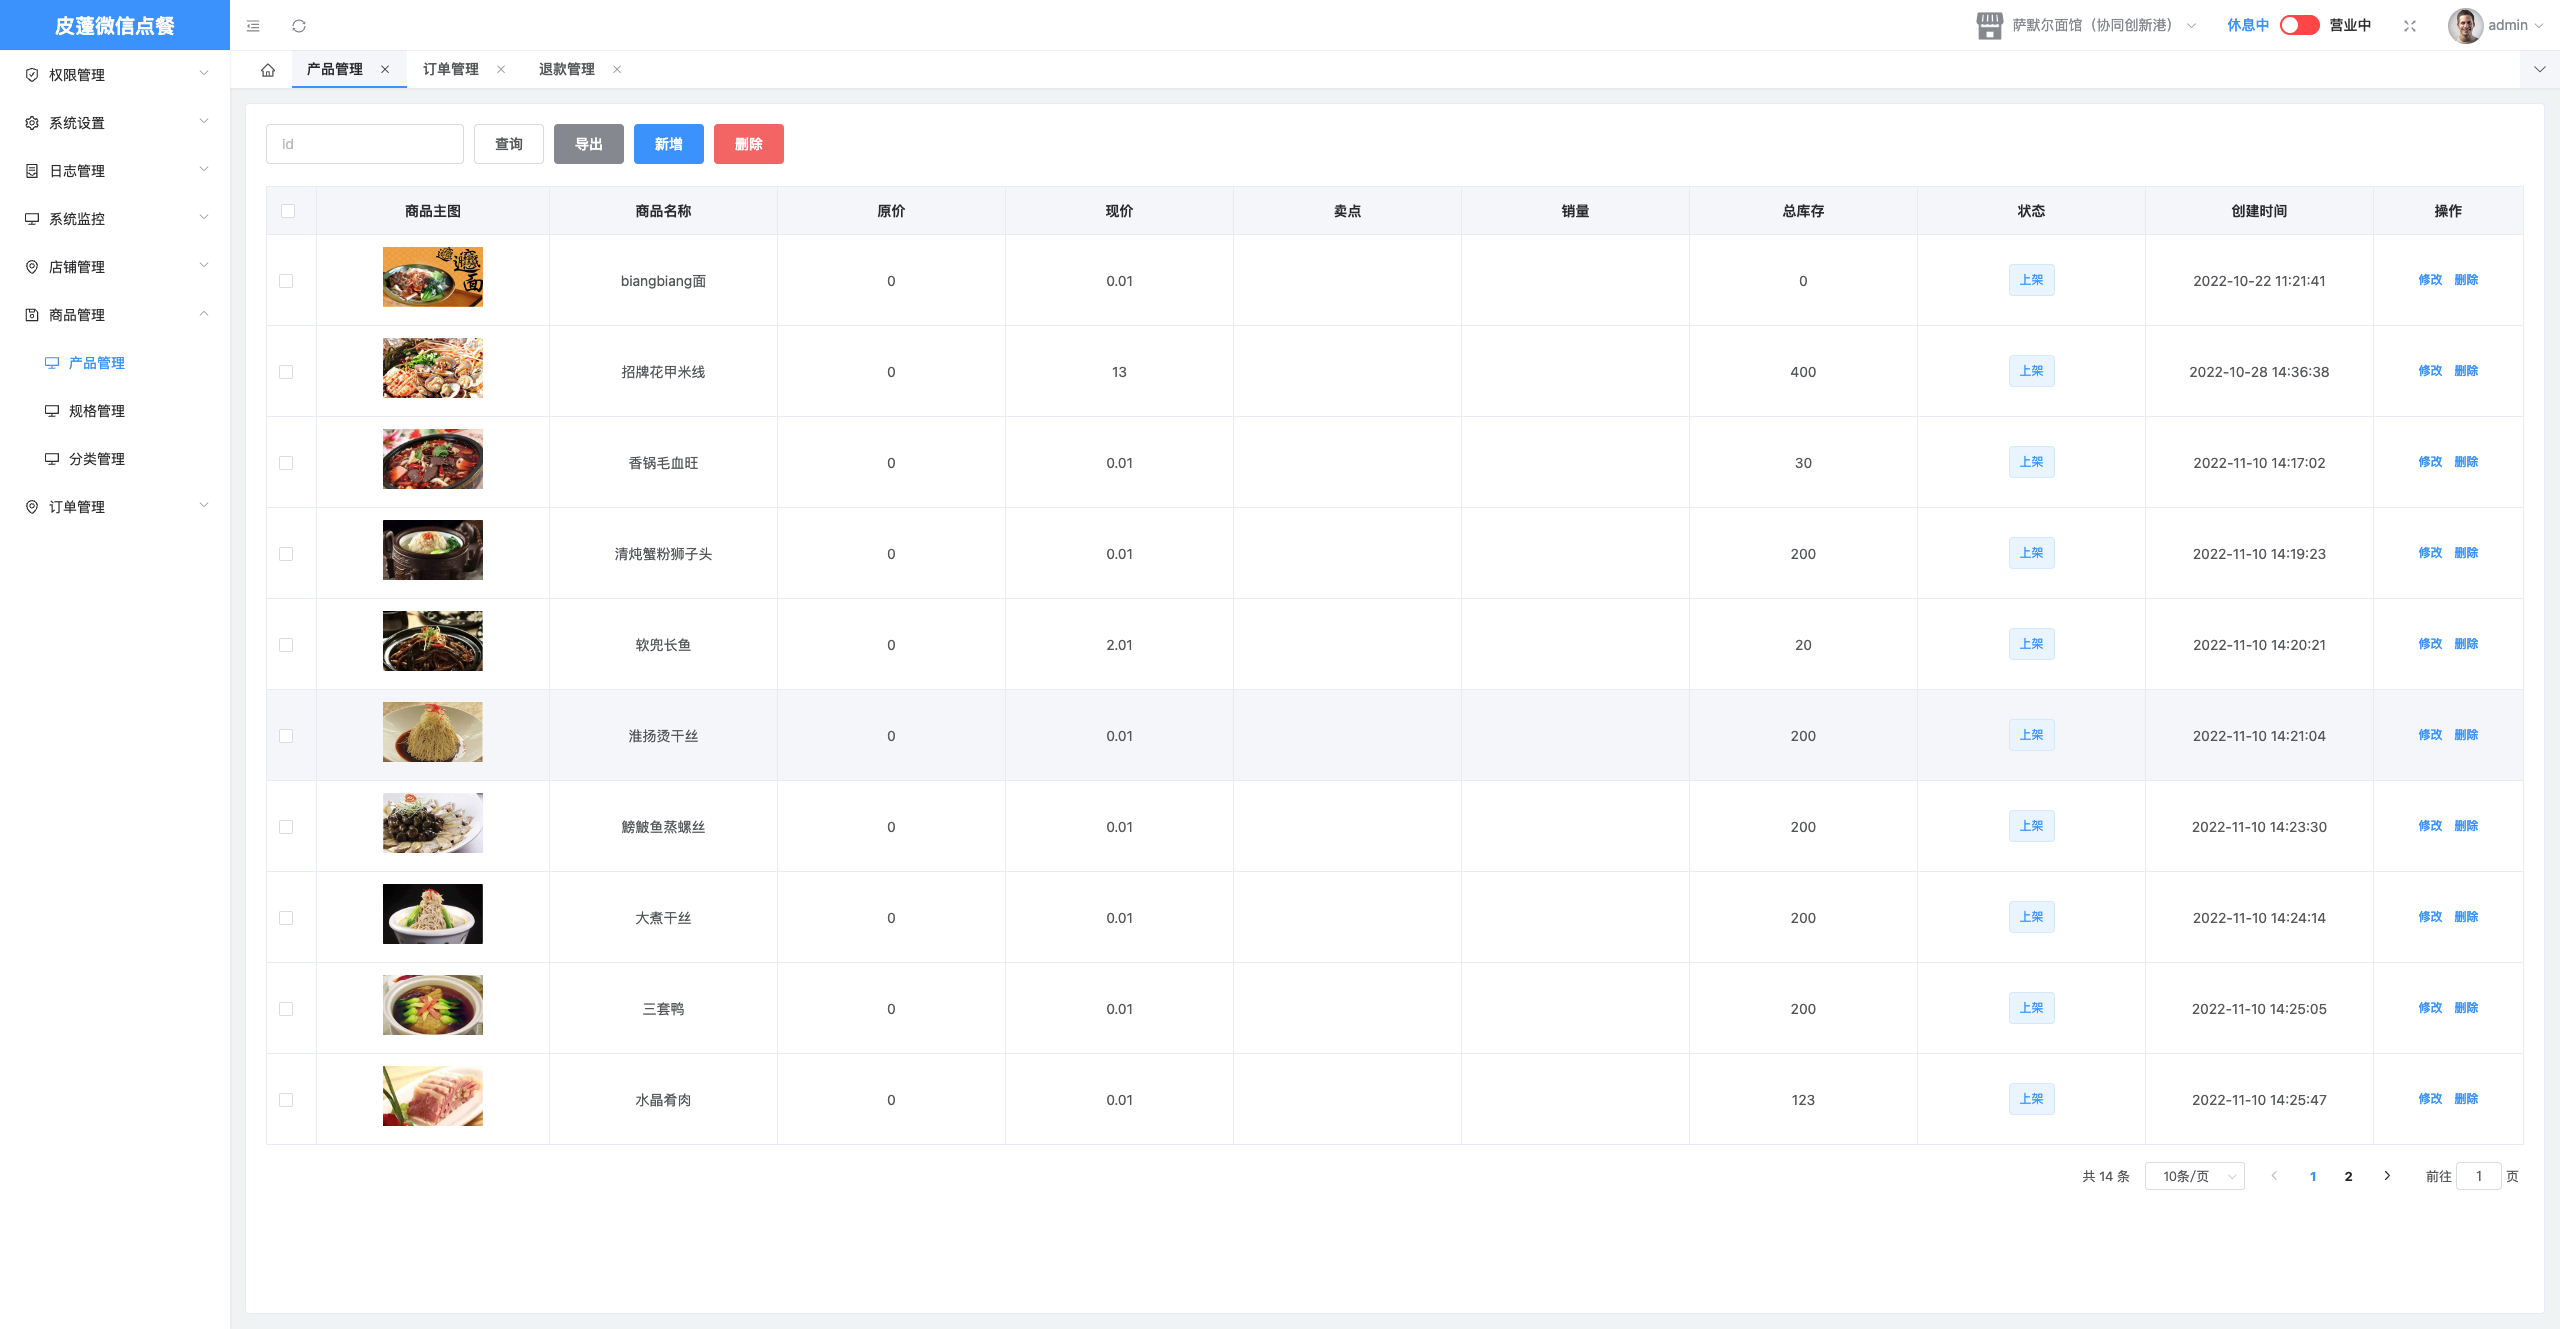 皮蓬微信点餐
萨默尔面馆（协同创新港） 休息中 营业中 admin
产品管理 订单管理 退款管理
权限管理
系统设置
日志管理
系统监控
店铺管理
商品管理
产品管理
规格管理
分类管理
订单管理
Id 查询 导出 新增 删除
商品主图 商品名称 原价 现价 卖点 销量 总库存 状态 创建时间 操作
biangbiang面 0 0.01 0 上架 2022-10-22 11:21:41 修改 删除
招牌花甲米线 0 13 400 上架 2022-10-28 14:36:38 修改 删除
香锅毛血旺 0 0.01 30 上架 2022-11-10 14:17:02 修改 删除
清炖蟹粉狮子头 0 0.01 200 上架 2022-11-10 14:19:23 修改 删除
软兜长鱼 0 2.01 20 上架 2022-11-10 14:20:21 修改 删除
淮扬烫干丝 0 0.01 200 上架 2022-11-10 14:21:04 修改 删除
鳑鲏鱼蒸螺丝 0 0.01 200 上架 2022-11-10 14:23:30 修改 删除
大煮干丝 0 0.01 200 上架 2022-11-10 14:24:14 修改 删除
三套鸭 0 0.01 200 上架 2022-11-10 14:25:05 修改 删除
水晶肴肉 0 0.01 123 上架 2022-11-10 14:25:47 修改 删除
共 14 条 10条/页 1 2 前往 1 页